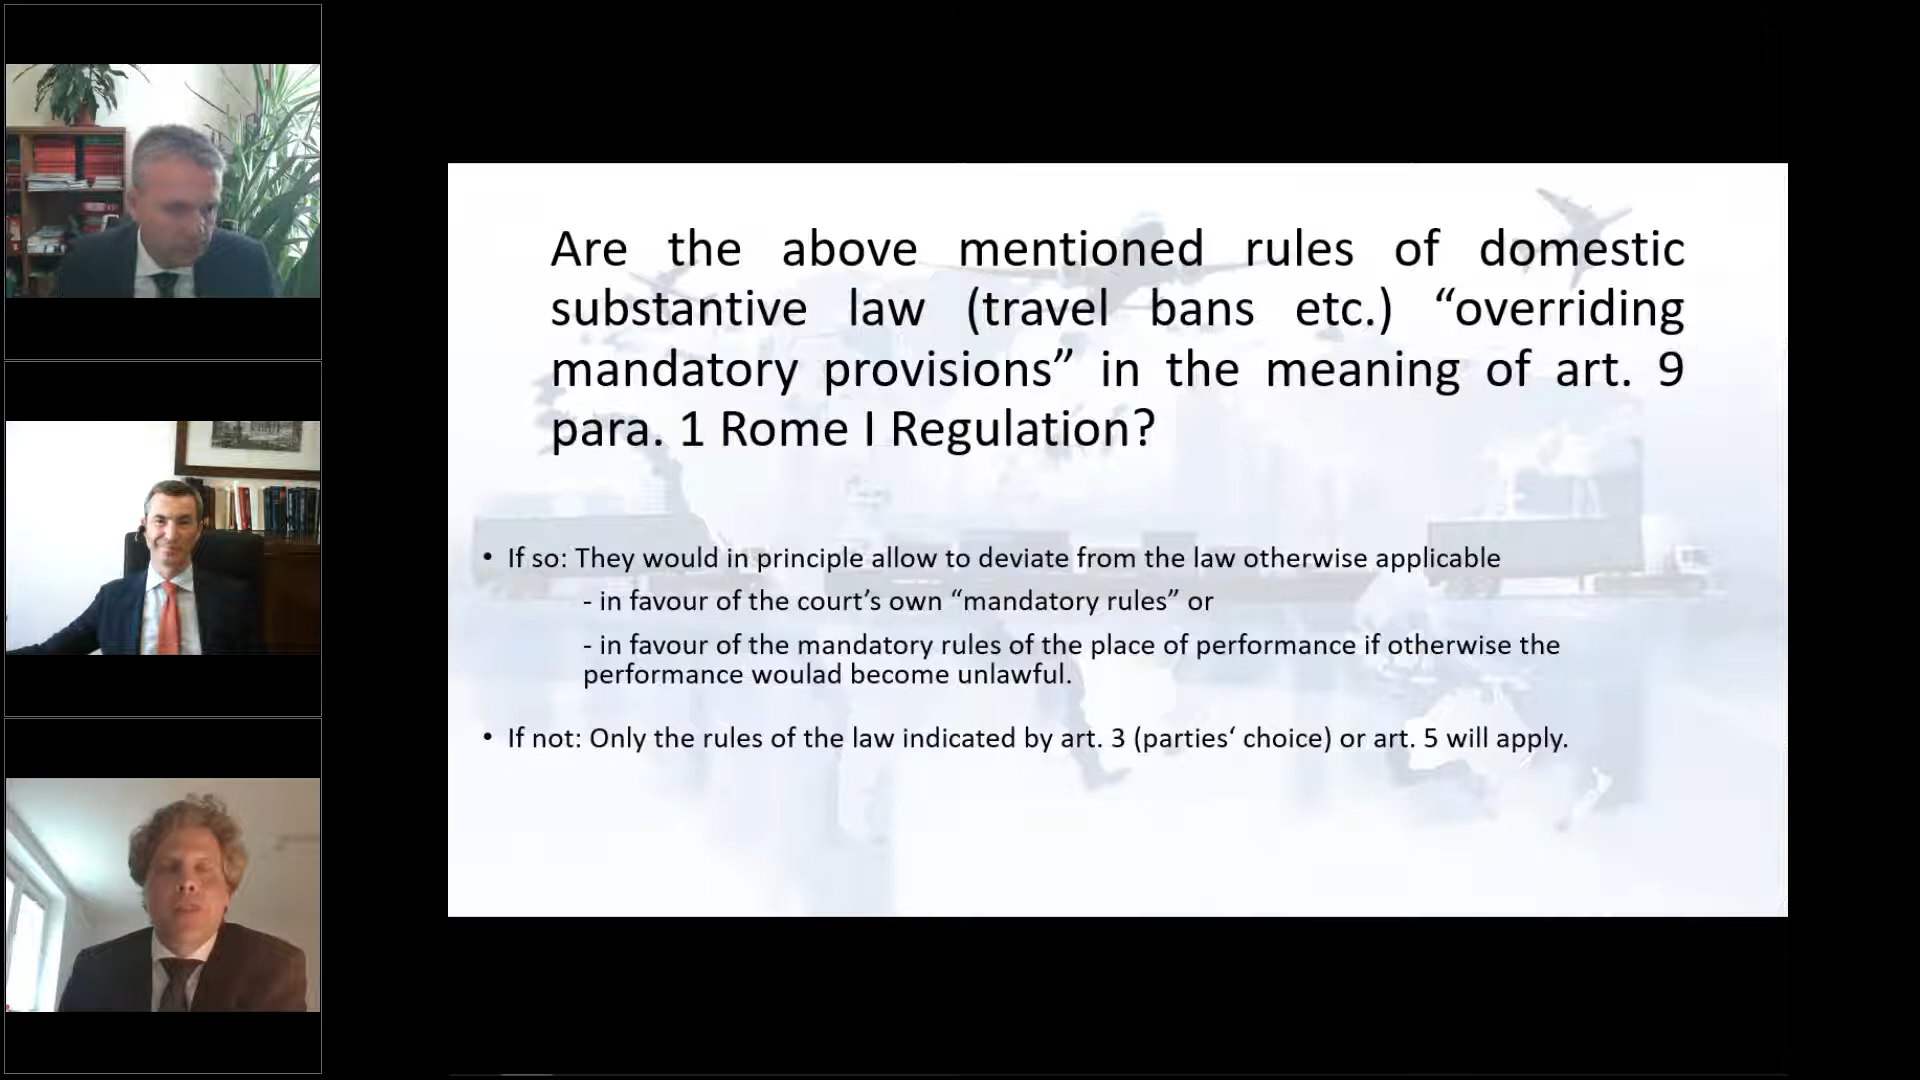 Are the above mentioned rules of domestic
substantive law (travel bans etc.) “overriding
mandatory provisions” in the meaning of art. 9
para. 1 Rome I Regulation?
• If so: They would in principle allow to deviate from the law otherwise applicable
- in favour of the court’s own “mandatory rules” or
- in favour of the mandatory rules of the place of performance if otherwise the
performance woulad become unlawful.
• If not: Only the rules of the law indicated by art. 3 (parties‘ choice) or art. 5 will apply.